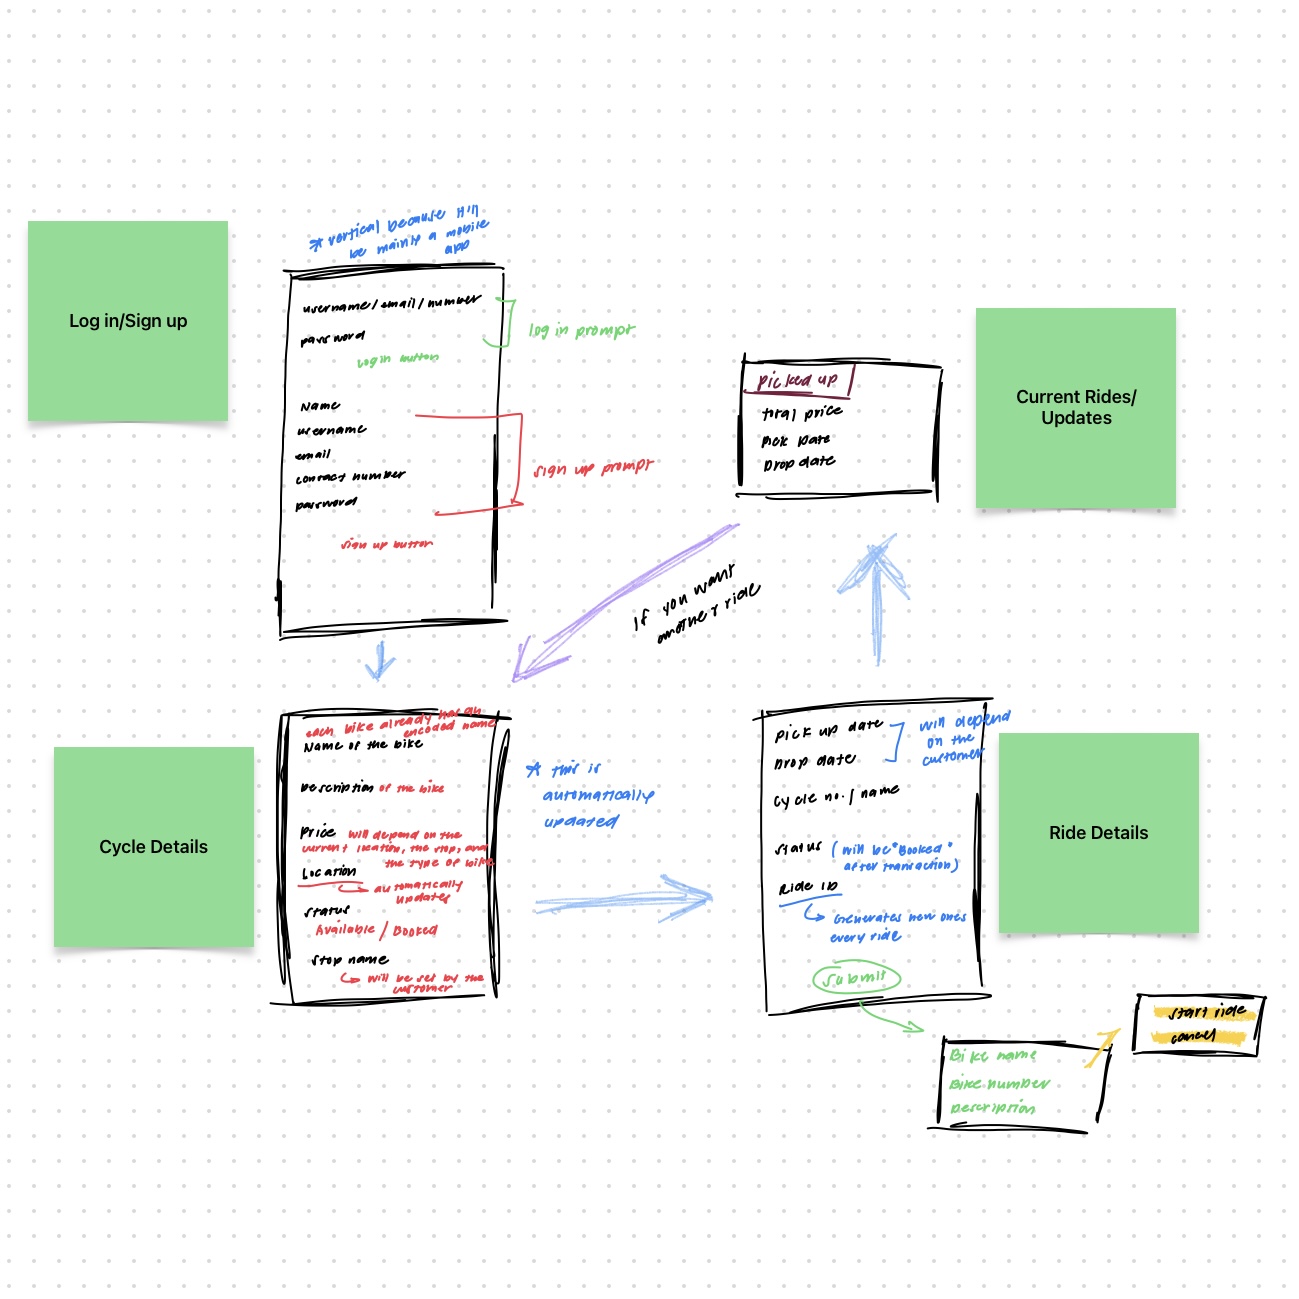 * vertical because it'll
be mainly a mobile
app
Log in/Sign up
username/email/number
password
Login button
log in prompt
Name
username
email
contact number
password
sign up prompt
sign up button
picked up
total price
Pick Date
Drop date
Current Rides/
Updates
If you want
another ride
Cycle Details
each bike already has an
encoded name
Name of the bike
Description of the bike
Price will depend on the
current location, the stop, and
the type of bike
Location
automatically
updates
status
Available / Booked
stop name
will be set by the
customer
* this is
automatically
updated
pick up date
Drop date
will depend
on the
customer
cycle no./name
status (will be "Booked"
after transaction)
Ride ID
Generates new ones
every ride
submit
Ride Details
Bike name
Bike number
Description
start ride
cancel